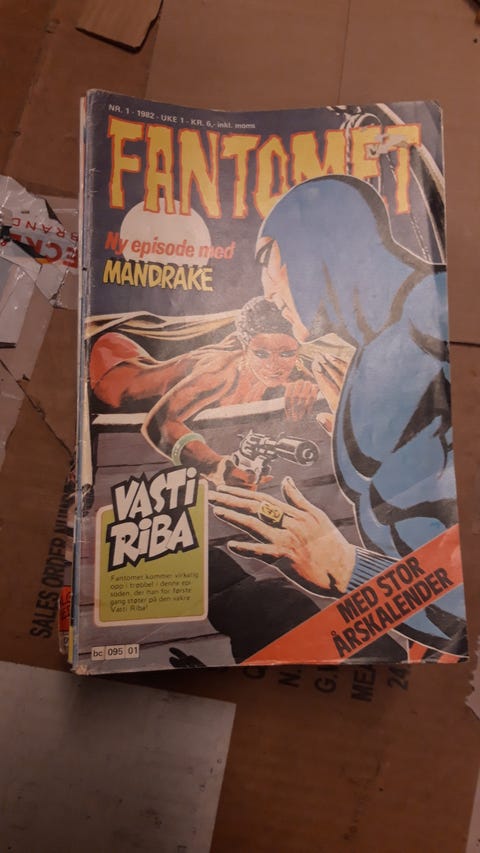 NR. 1 - 1982 - UKE 1 - KR. 6,- inkl. moms
FANTOMET
Ny episode med
MANDRAKE
VASTI
RIBA
Fantomet kommer virkelig
opp i trøbbel i denne epi-
soden, der han for første
gang støter på den vakre
Vasti Riba!
MED STOR
ÅRSKALENDER
bc 095 01
SALES ORDER
BRAND